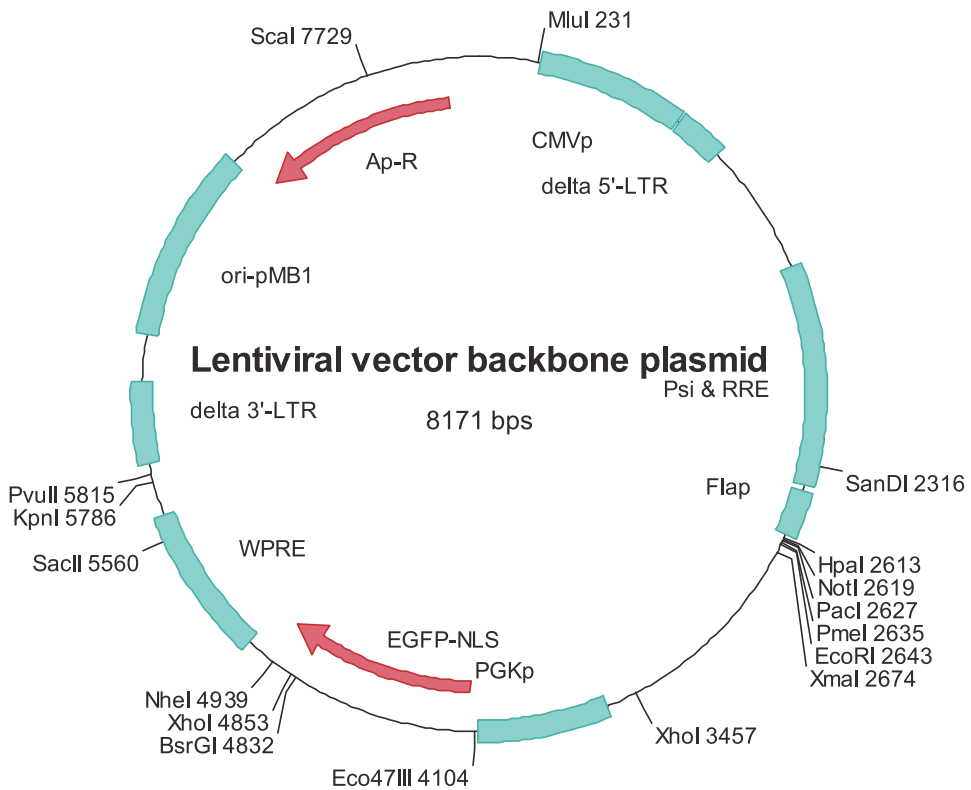 MluI 231
ScaI 7729
CMVp
Ap-R
delta 5'-LTR
ori-pMB1
Lentiviral vector backbone plasmid
Psi & RRE
delta 3'-LTR
8171 bps
SanDI 2316
Flap
PvuII 5815
KpnI 5786
WPRE
SacII 5560
HpaI 2613
NotI 2619
PacI 2627
PmeI 2635
EcoRI 2643
XmaI 2674
EGFP-NLS
PGKp
NheI 4939
XhoI 4853
BsrGI 4832
XhoI 3457
Eco47III 4104